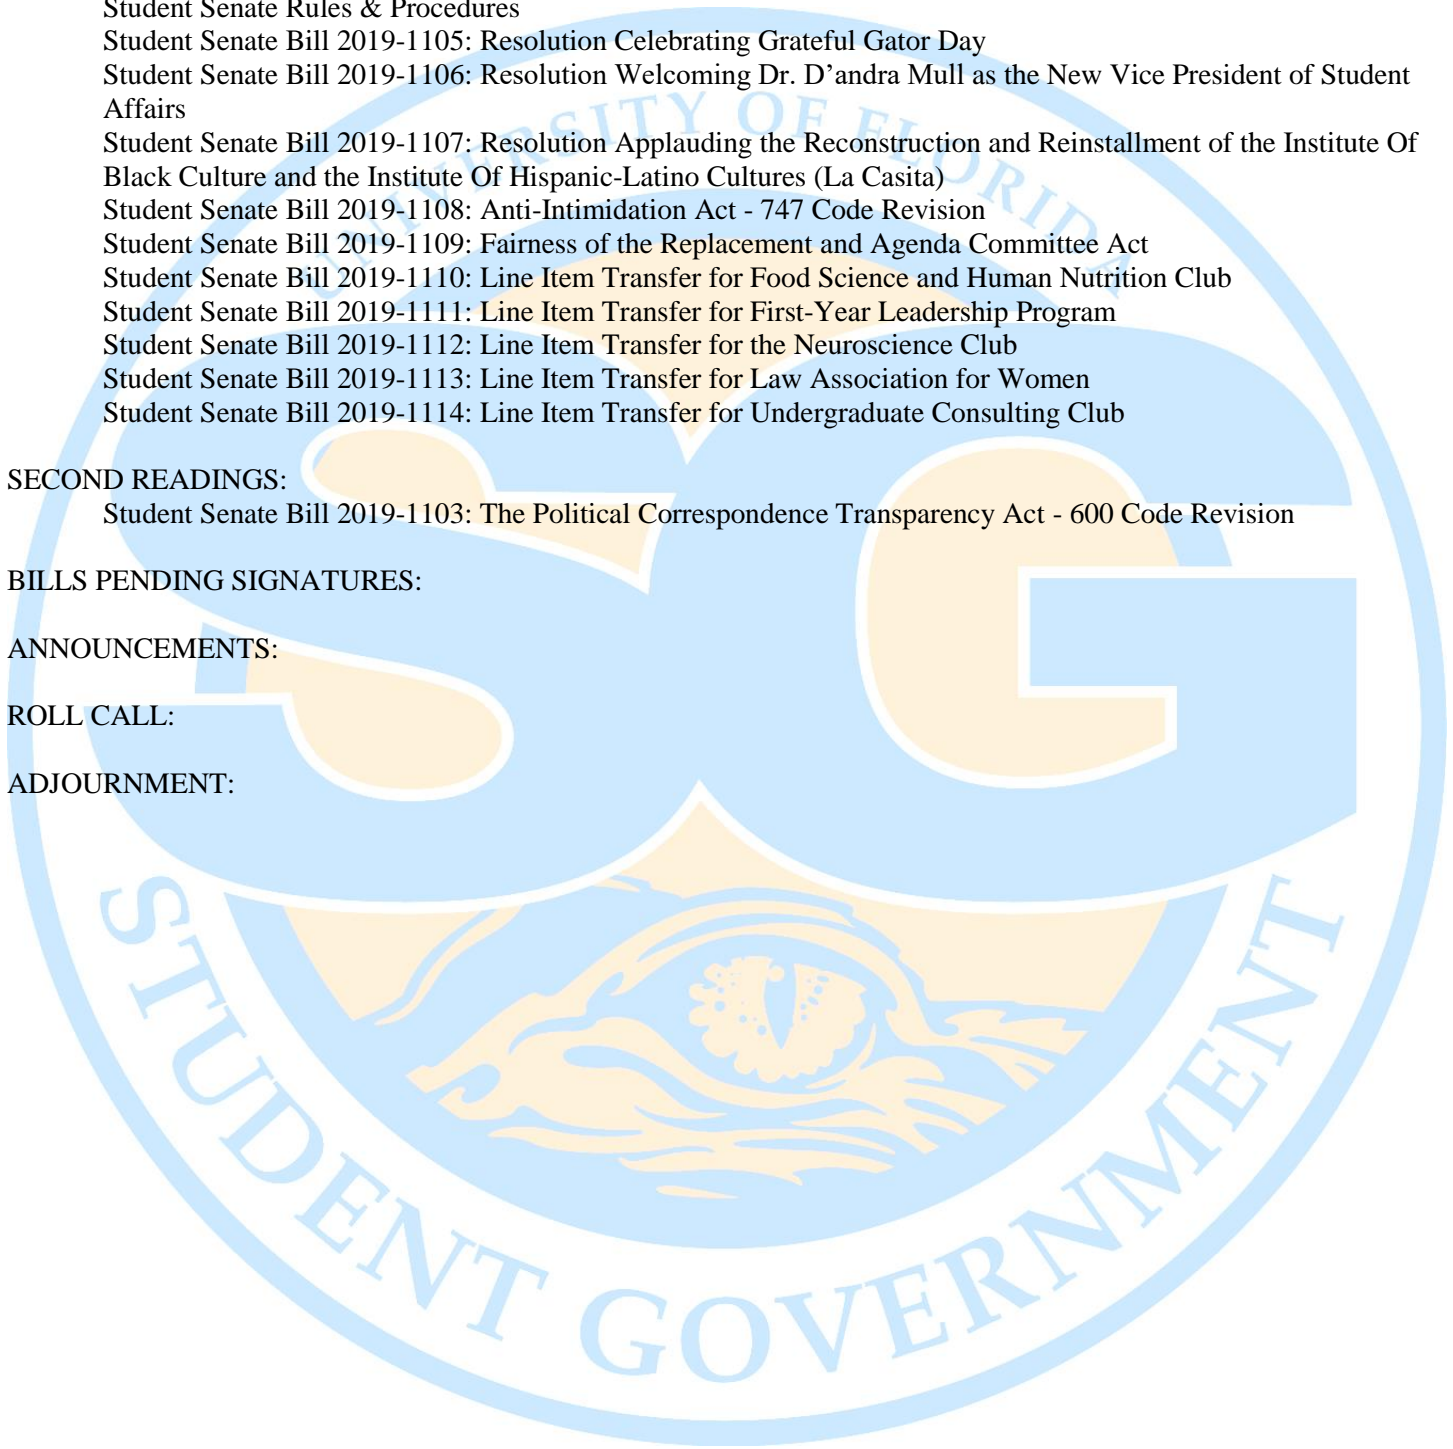 Student Senate Rules & Procedures
Student Senate Bill 2019-1105: Resolution Celebrating Grateful Gator Day
Student Senate Bill 2019-1106: Resolution Welcoming Dr. D’andra Mull as the New Vice President of Student
Affairs
Student Senate Bill 2019-1107: Resolution Applauding the Reconstruction and Reinstallment of the Institute Of
Black Culture and the Institute Of Hispanic-Latino Cultures (La Casita)
Student Senate Bill 2019-1108: Anti-Intimidation Act - 747 Code Revision
Student Senate Bill 2019-1109: Fairness of the Replacement and Agenda Committee Act
Student Senate Bill 2019-1110: Line Item Transfer for Food Science and Human Nutrition Club
Student Senate Bill 2019-1111: Line Item Transfer for First-Year Leadership Program
Student Senate Bill 2019-1112: Line Item Transfer for the Neuroscience Club
Student Senate Bill 2019-1113: Line Item Transfer for Law Association for Women
Student Senate Bill 2019-1114: Line Item Transfer for Undergraduate Consulting Club
SECOND READINGS:
Student Senate Bill 2019-1103: The Political Correspondence Transparency Act - 600 Code Revision
BILLS PENDING SIGNATURES:
ANNOUNCEMENTS:
ROLL CALL:
ADJOURNMENT:
UNIVERSITY OF FLORIDA
SG
STUDENT GOVERNMENT